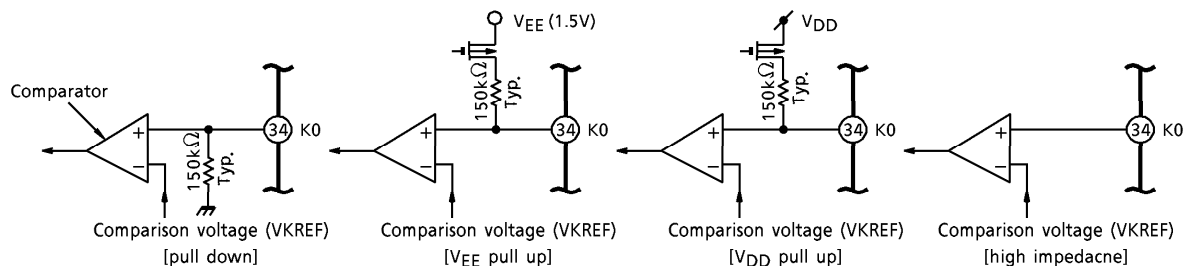 Comparator
+
−
150kΩ
Typ.
34
K0
Comparison voltage (VKREF)
[pull down]
VEE (1.5V)
150kΩ
Typ.
+
−
34
K0
Comparison voltage (VKREF)
[VEE pull up]
VDD
150kΩ
Typ.
+
−
34
K0
Comparison voltage (VKREF)
[VDD pull up]
+
−
34
K0
Comparison voltage (VKREF)
[high impedacne]